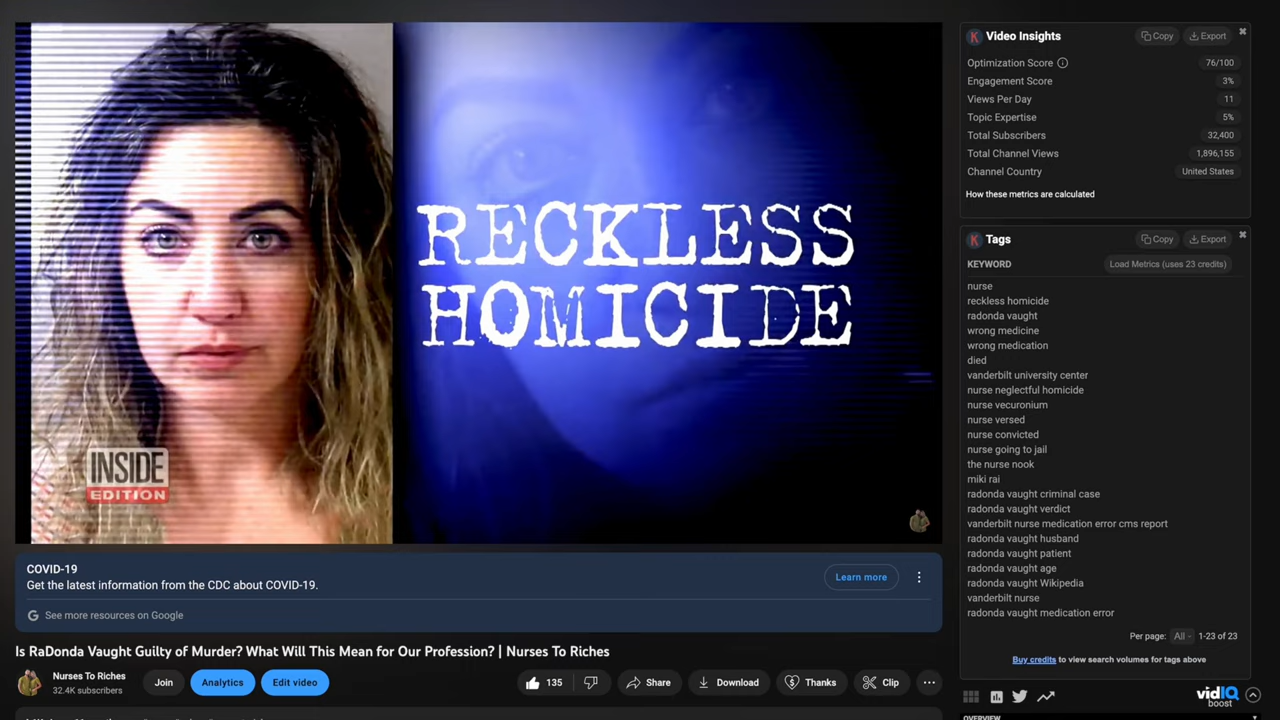 RECKLESS
HOMICIDE
INSIDE
EDITION
COVID-19
Get the latest information from the CDC about COVID-19.
Learn more
See more resources on Google
Is RaDonda Vaught Guilty of Murder? What Will This Mean for Our Profession? | Nurses To Riches
Nurses To Riches
32.4K subscribers
Join
Analytics
Edit video
135
Share
Download
Thanks
Clip
Video Insights
Copy
Export
Optimization Score
76/100
Engagement Score
3%
Views Per Day
11
Topic Expertise
5%
Total Subscribers
32,400
Total Channel Views
1,896,155
Channel Country
United States
How these metrics are calculated
Tags
Copy
Export
KEYWORD
Load Metrics (uses 23 credits)
nurse
reckless homicide
radonda vaught
wrong medicine
wrong medication
died
vanderbilt university center
nurse neglectful homicide
nurse vecuronium
nurse versed
nurse convicted
nurse going to jail
the nurse nook
miki rai
radonda vaught criminal case
radonda vaught verdict
vanderbilt nurse medication error cms report
radonda vaught husband
radonda vaught patient
radonda vaught age
radonda vaught Wikipedia
vanderbilt nurse
radonda vaught medication error
Per page: All 1-23 of 23
Buy credits to view search volumes for tags above
vidIQ
boost
OVERVIEW